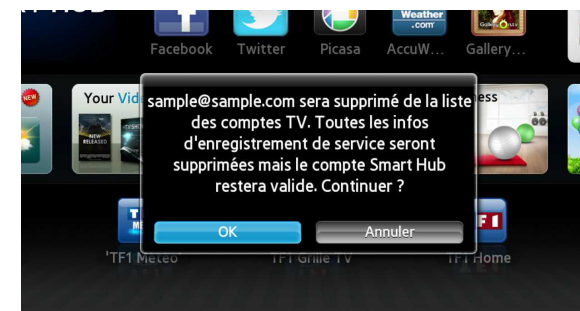 Facebook Twitter Picasa AccuW... Gallery...
Weather
.com
NEW
Your Vid
NEW
RELEASED
ess
sample@sample.com sera supprimé de la liste
des comptes TV. Toutes les infos
d'enregistrement de service seront
supprimées mais le compte Smart Hub
restera valide. Continuer ?
OK Annuler
TF1
'TF1 Météo TF1 Grille TV TF1 Home